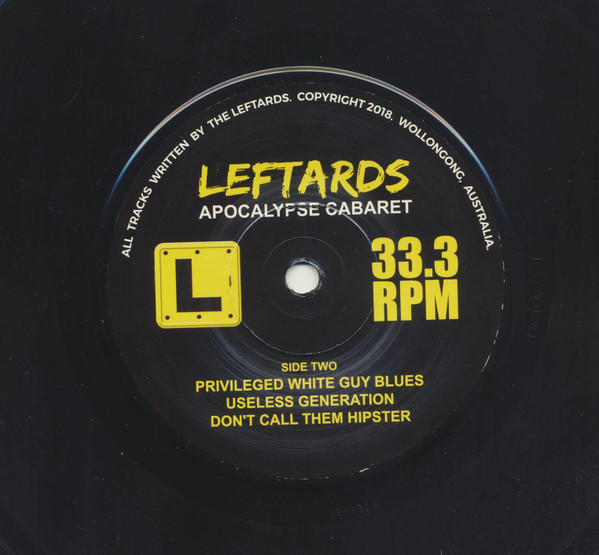 ALL TRACKS WRITTEN BY THE LEFTARDS. COPYRIGHT 2018. WOLLONGONG, AUSTRALIA.
LEFTARDS
APOCALYPSE CABARET
L
33.3
RPM
SIDE TWO
PRIVILEGED WHITE GUY BLUES
USELESS GENERATION
DON'T CALL THEM HIPSTER